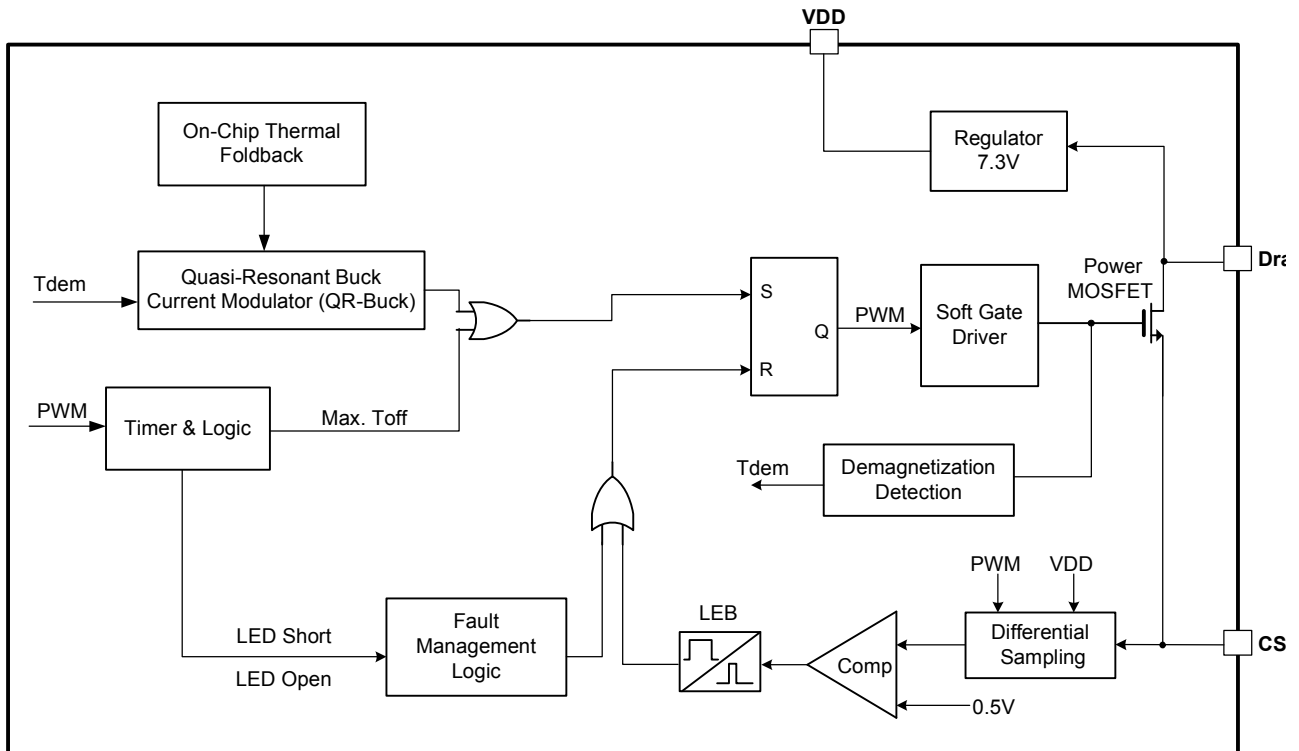 VDD
On-Chip Thermal
Foldback
Regulator
7.3V
Tdem
Quasi-Resonant Buck
Current Modulator (QR-Buck)
Power
MOSFET
Dra
S
Q
R
PWM
Soft Gate
Driver
PWM
Timer & Logic
Max. Toff
Tdem
Demagnetization
Detection
PWM
VDD
LED Short
LED Open
Fault
Management
Logic
LEB
Comp
Differential
Sampling
CS
0.5V